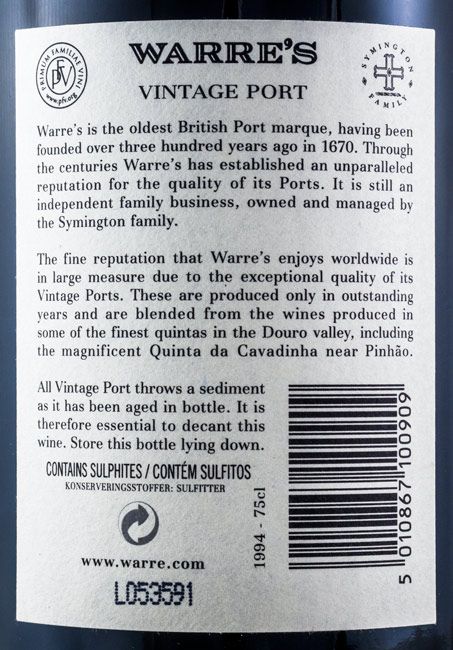 PRIMUM FAMILIAE VINI
PFV
www.pfv.org
WARRE'S
SYMINGTON
FAMILY
VINTAGE PORT
Warre's is the oldest British Port marque, having been
founded over three hundred years ago in 1670. Through
the centuries Warre's has established an unparalleled
reputation for the quality of its Ports. It is still an
independent family business, owned and managed by
the Symington family.
The fine reputation that Warre's enjoys worldwide is
in large measure due to the exceptional quality of its
Vintage Ports. These are produced only in outstanding
years and are blended from the wines produced in
some of the finest quintas in the Douro valley, including
the magnificent Quinta da Cavadinha near Pinhão.
All Vintage Port throws a sediment
as it has been aged in bottle. It is
therefore essential to decant this
wine. Store this bottle lying down.
CONTAINS SULPHITES / CONTÉM SULFITOS
KONSERVERINGSSTOFFER: SULFITTER
www.warre.com
L053591
1994 - 75cl
5 010867 100909